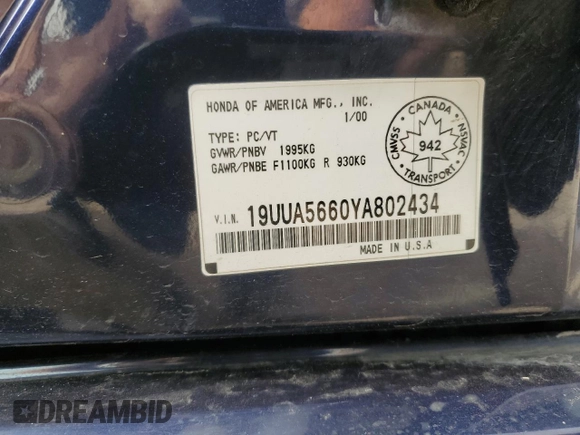 HONDA OF AMERICA MFG., INC.
1/00
TYPE: PC/VT
GVWR/PNBV 1995KG
GAWR/PNBE F1100KG R 930KG
CANADA
CMVSS 942 NSVAC
TRANSPORT
V.I.N. 19UUA5660YA802434
MADE IN U.S.A
DREAMBID